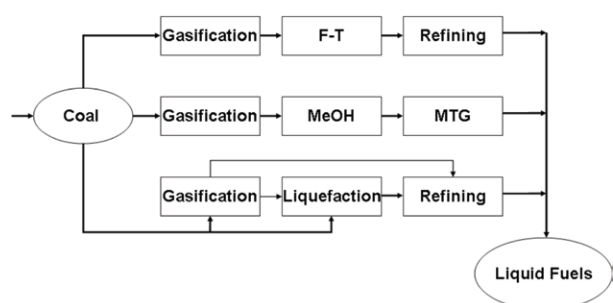 Gasification
F-T
Refining
Coal
Gasification
MeOH
MTG
Gasification
Liquefaction
Refining
Liquid Fuels